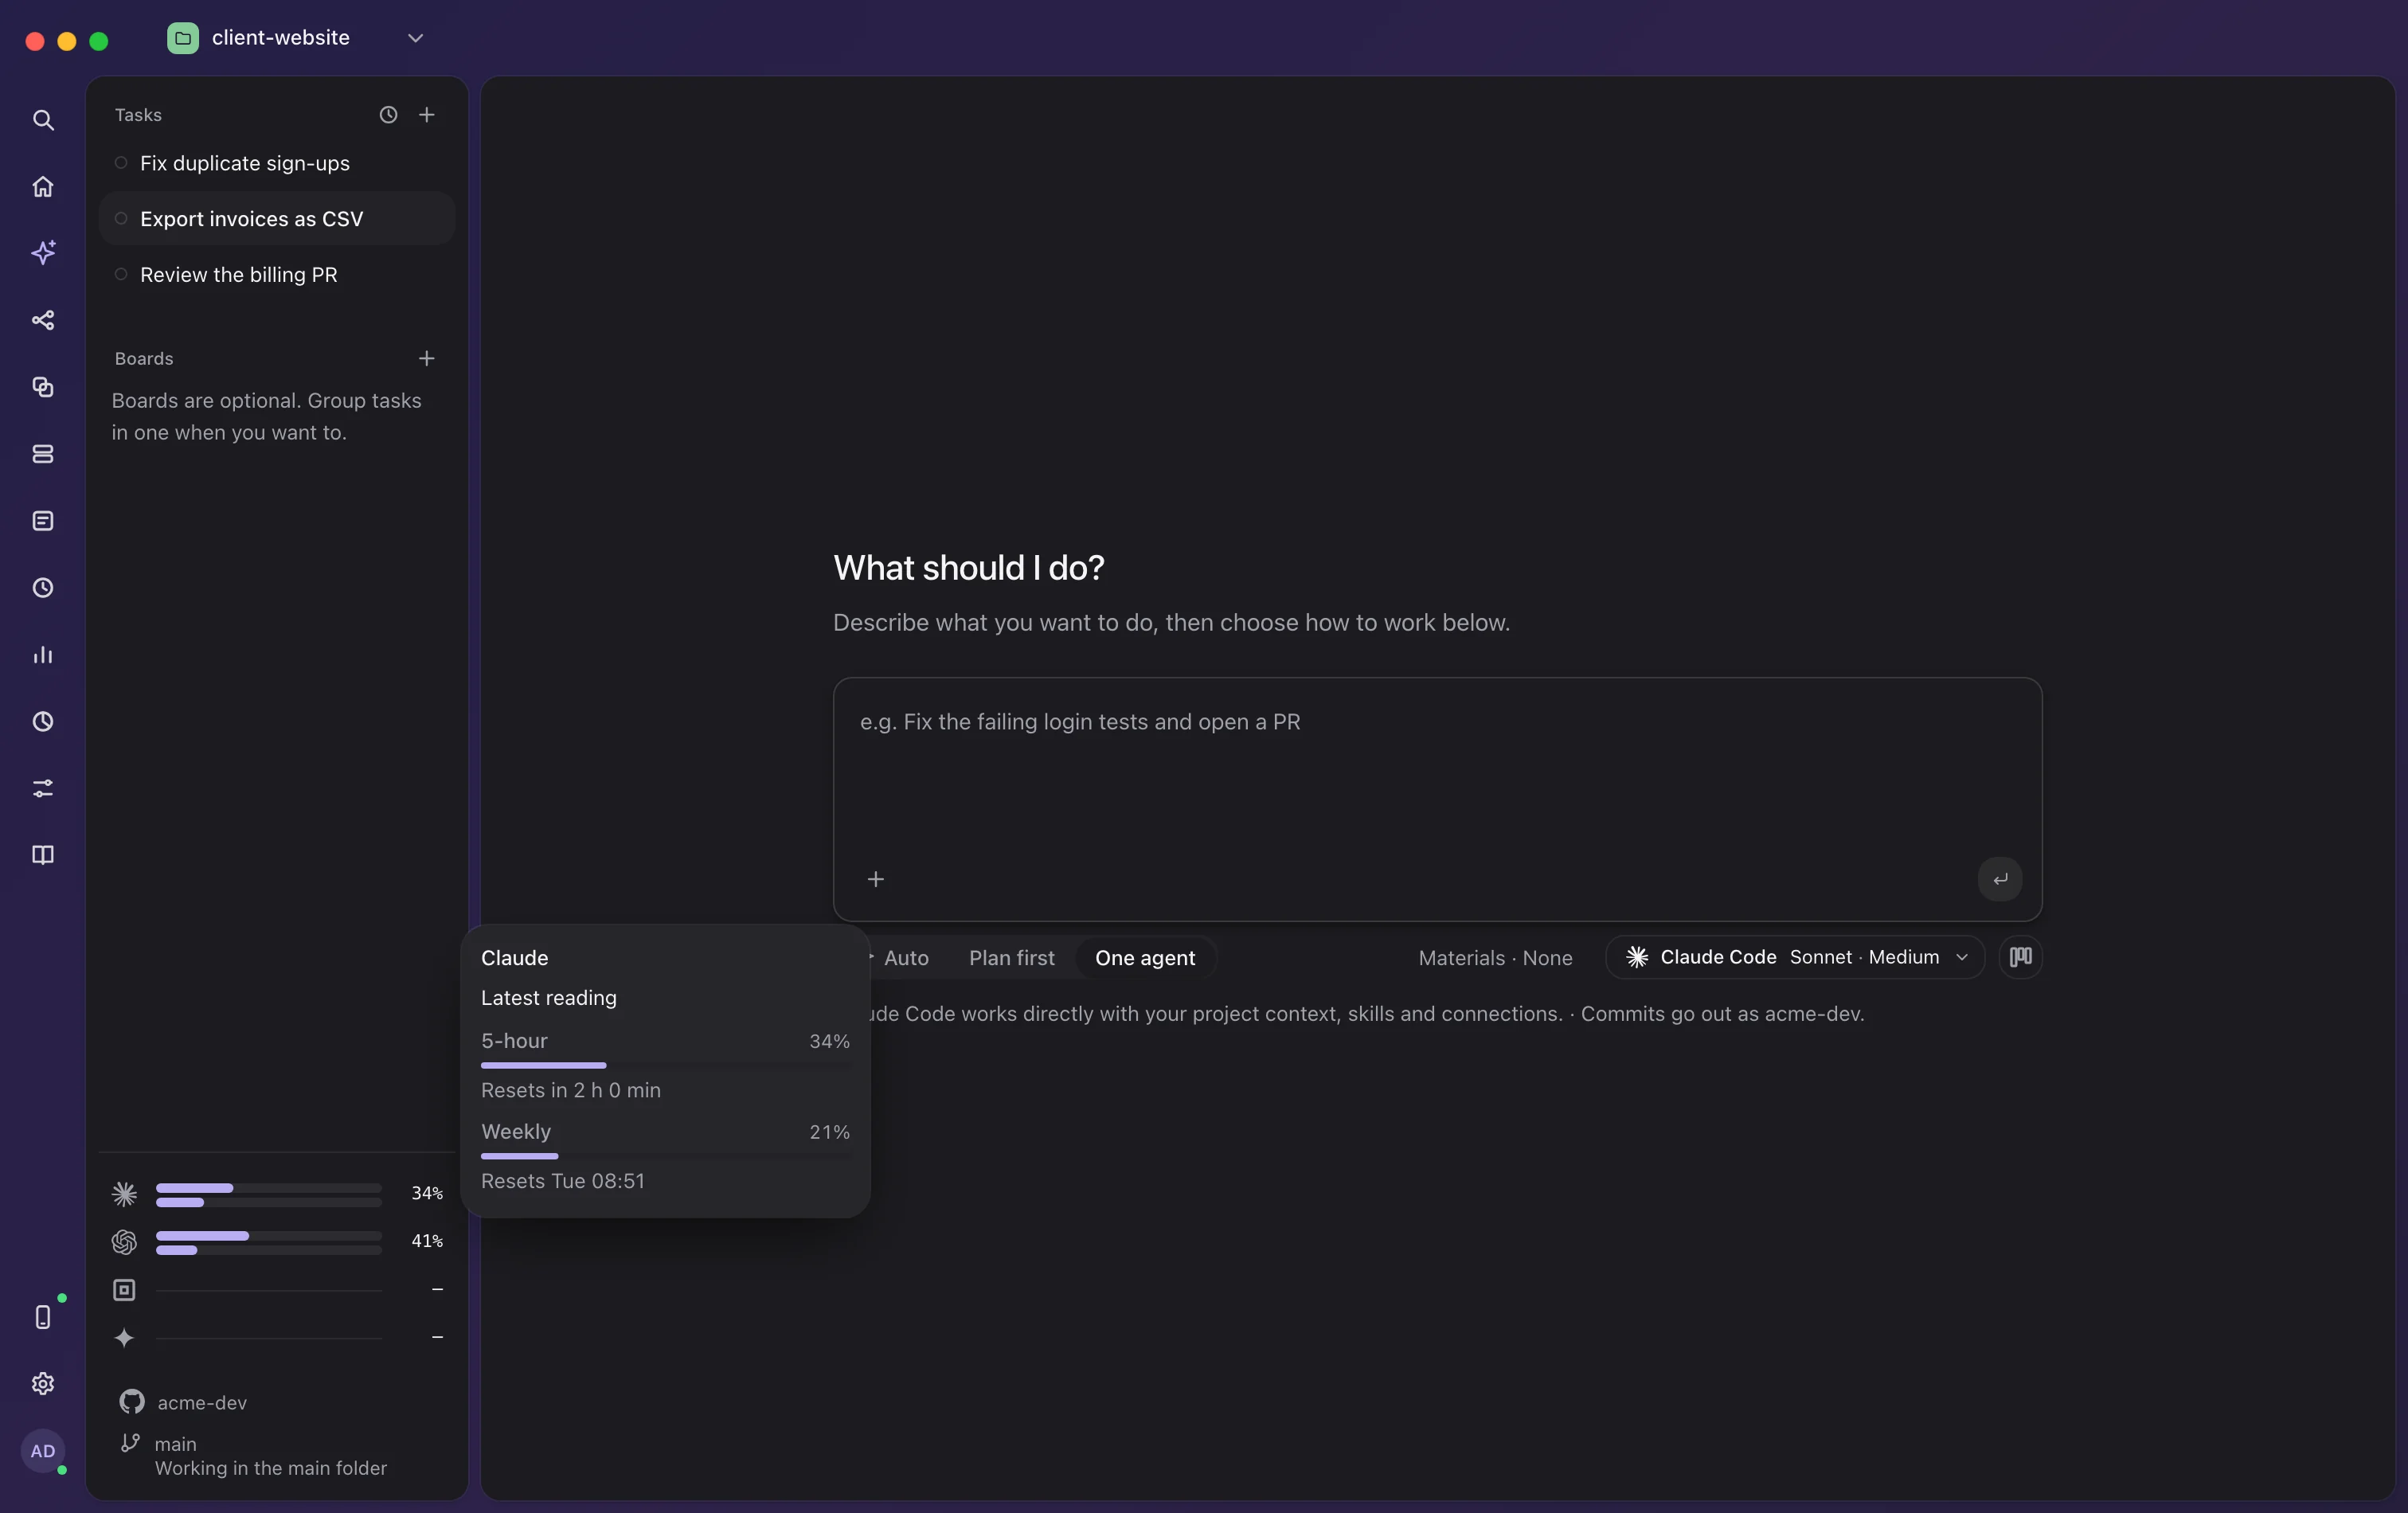 client-website
Tasks
Fix duplicate sign-ups
Export invoices as CSV
Review the billing PR
Boards
Boards are optional. Group tasks
in one when you want to.
What should I do?
Describe what you want to do, then choose how to work below.
e.g. Fix the failing login tests and open a PR
Auto
Plan first
One agent
Materials · None
Claude Code Sonnet · Medium
Code works directly with your project context, skills and connections. · Commits go out as acme-dev.
Claude
Latest reading
5-hour 34%
Resets in 2 h 0 min
Weekly 21%
Resets Tue 08:51
34%
41%
–
–
acme-dev
main
Working in the main folder
AD